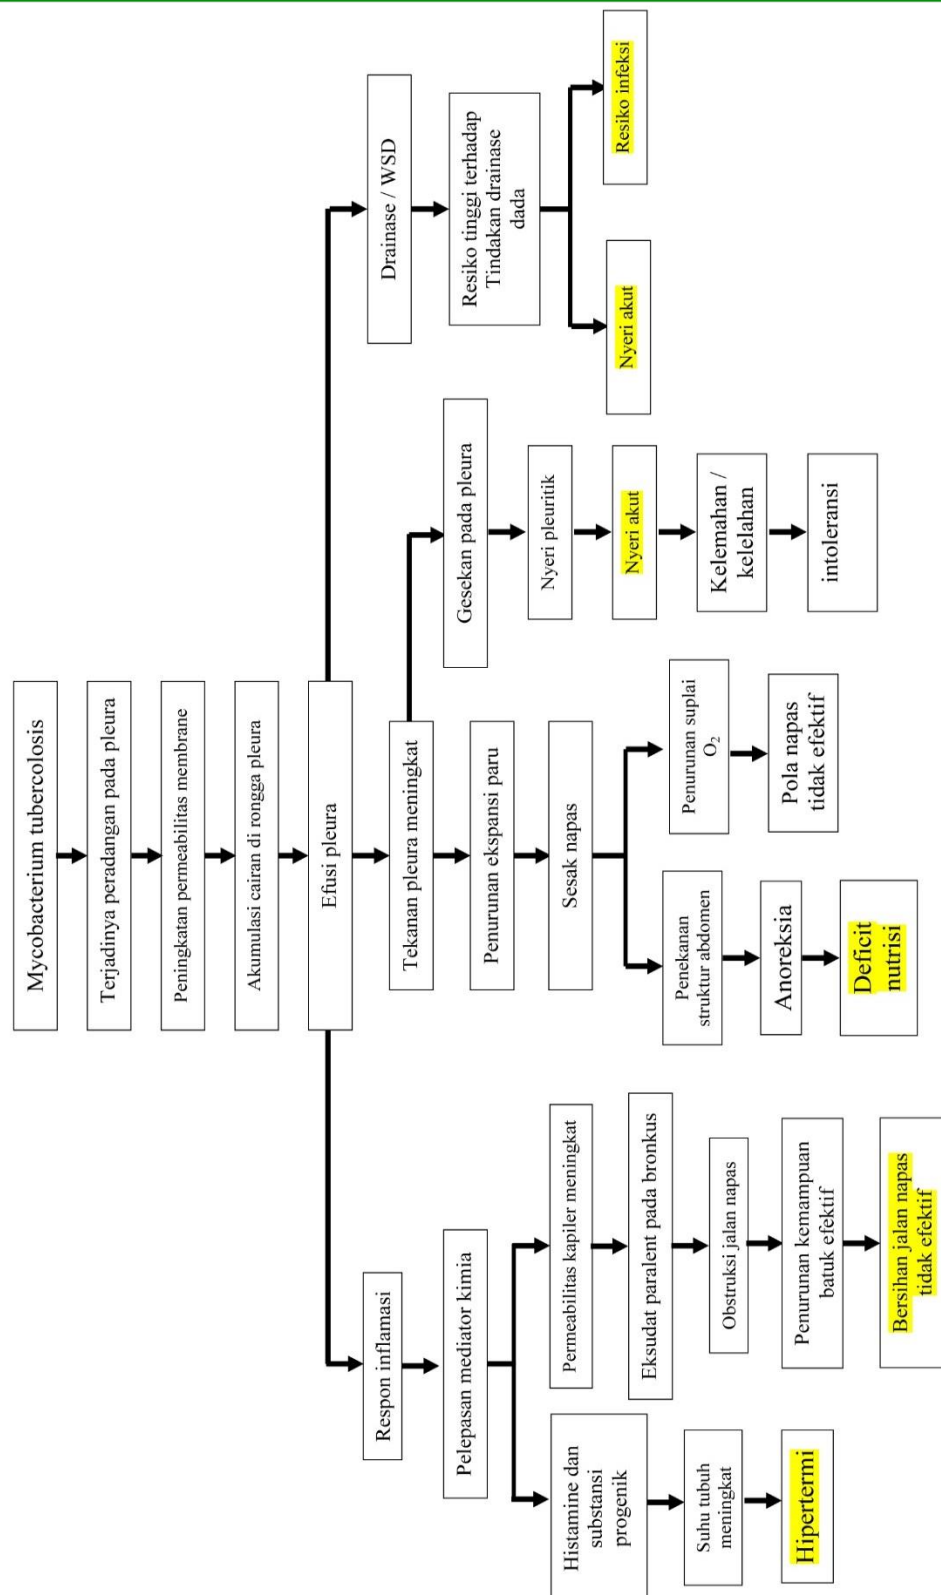 Mycobacterium tubercolosis
Terjadinya peradangan pada pleura
Peningkatan permeabilitas membrane
Akumulasi cairan di rongga pleura
Efusi pleura
Respon inflamasi
Pelepasan mediator kimia
Histamine dan
substansi
progenik
Suhu tubuh
meningkat
Hipertermi
Permeabilitas kapiler meningkat
Eksudat paralent pada bronkus
Obstruksi jalan napas
Penurunan kemampuan
batuk efektif
Bersihan jalan napas
tidak efektif
Tekanan pleura meningkat
Penurunan ekspansi paru
Sesak napas
Penekanan
struktur abdomen
Anoreksia
Deficit
nutrisi
Penurunan suplai
O₂
Pola napas
tidak efektif
Gesekan pada pleura
Nyeri pleuritik
Nyeri akut
Kelemahan /
kelelahan
intoleransi
Drainase / WSD
Resiko tinggi terhadap
Tindakan drainase
dada
Nyeri akut
Resiko infeksi